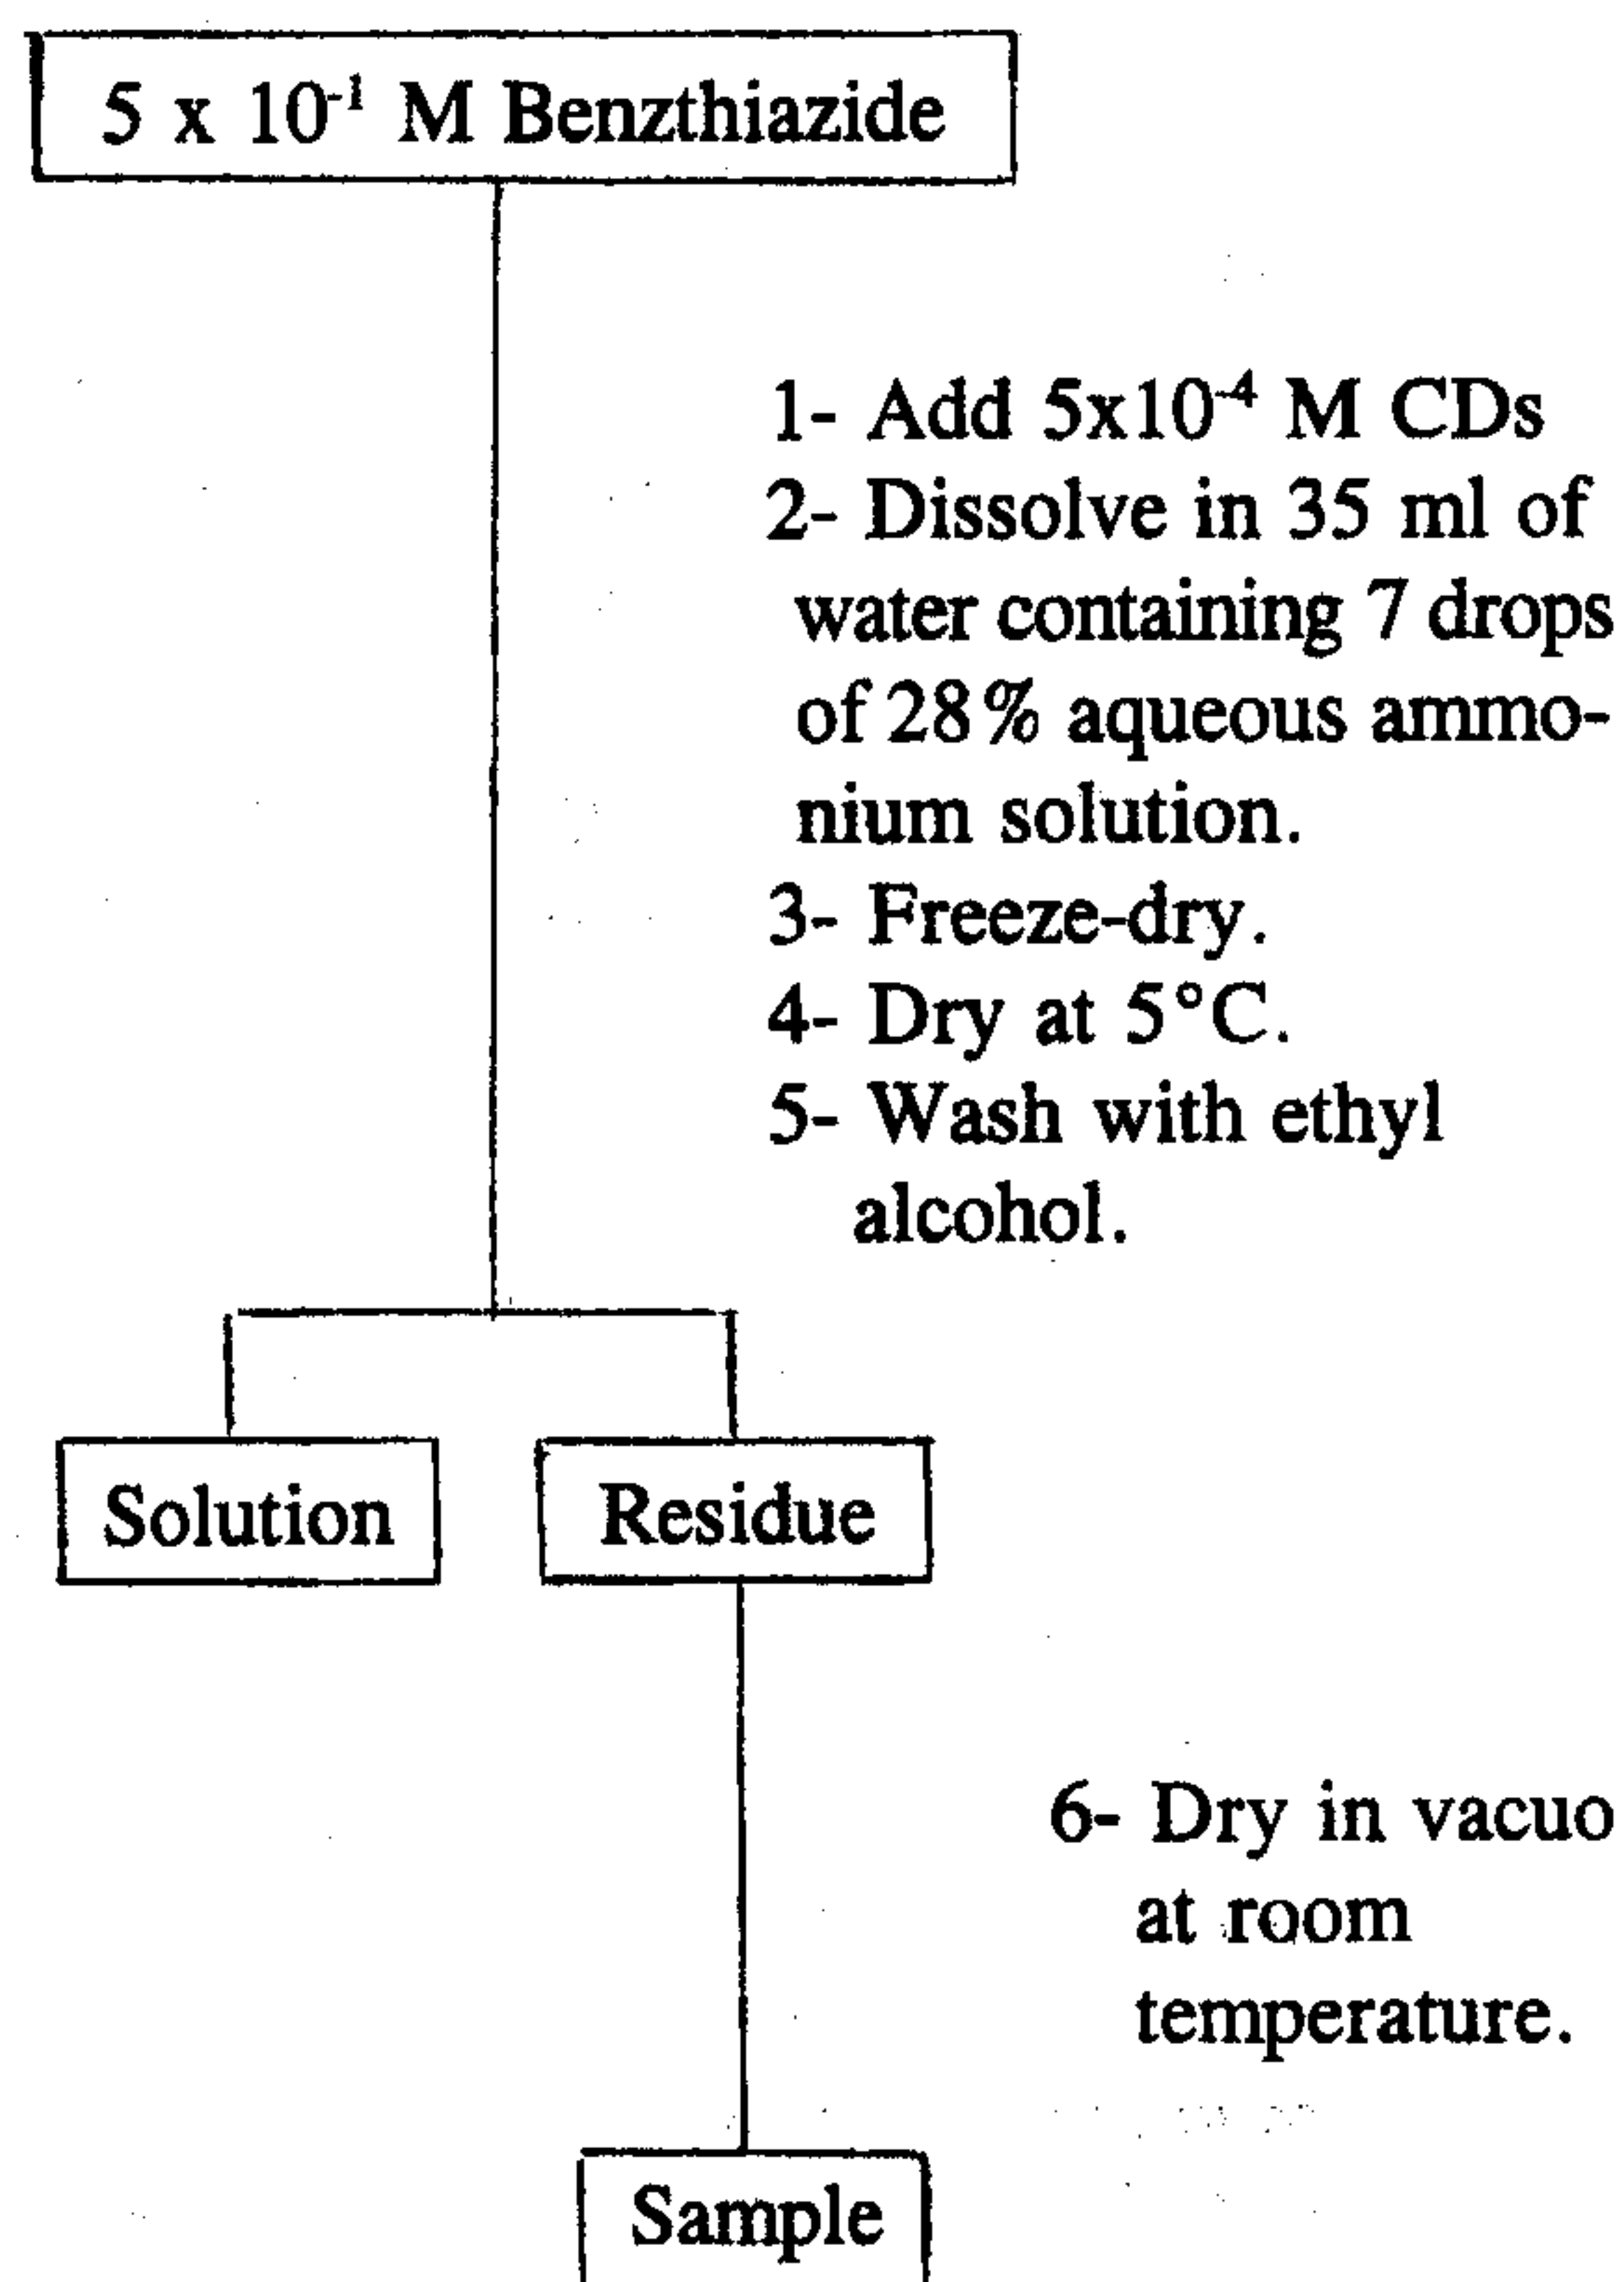 5 x 10⁻¹ M Benzthiazide
1- Add 5x10⁻⁴ M CDs
2- Dissolve in 35 ml of
water containing 7 drops
of 28% aqueous ammo-
nium solution.
3- Freeze-dry.
4- Dry at 5°C.
5- Wash with ethyl
alcohol.
Solution
Residue
6- Dry in vacuo
at room
temperature.
Sample